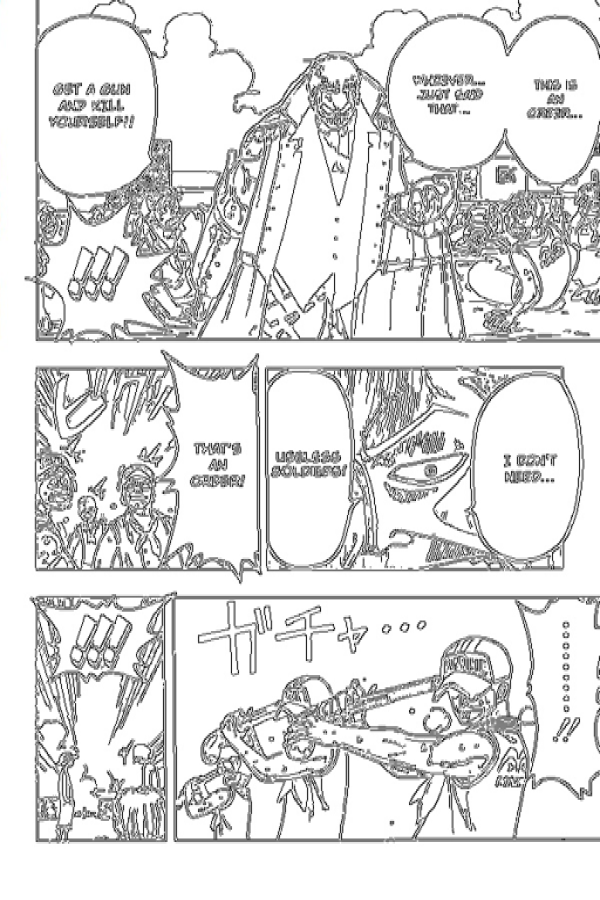 THIS IS
AN
ORDER...
WHOEVER...
JUST SAID
THAT...
GET A GUN
AND KILL
YOURSELF!!
!!!
I DON'T
NEED...
USELESS
SOLDIERS!
THAT'S
AN
ORDER!
..........!!
ガチャ...
MARINE
!!!